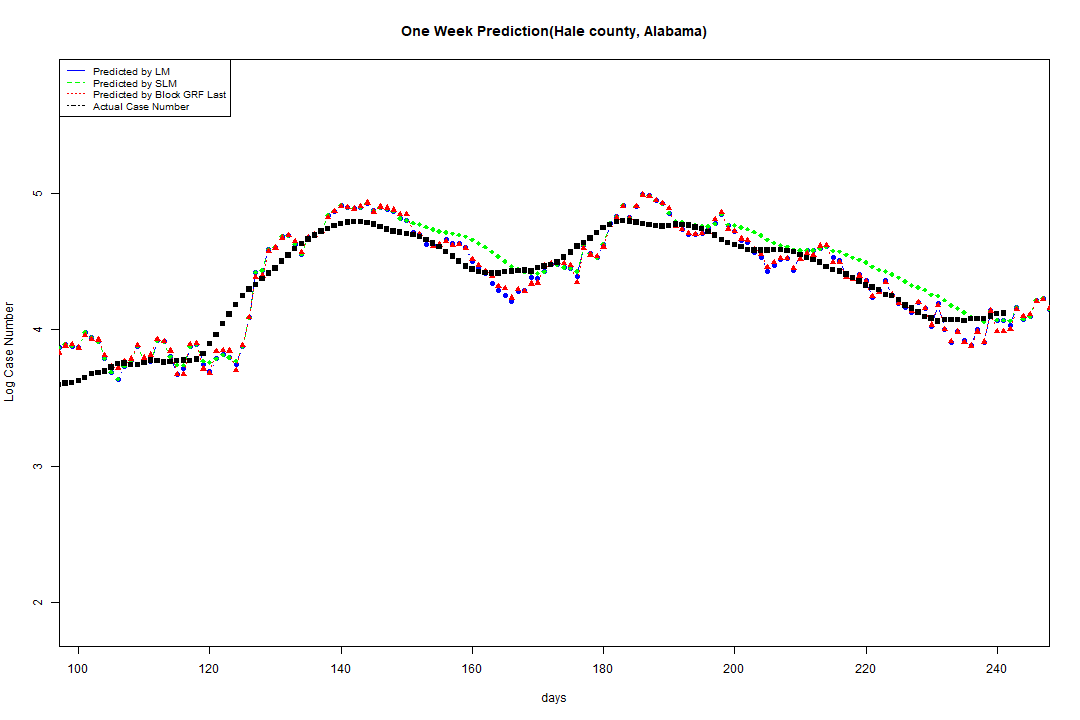 One Week Prediction(Hale county, Alabama)
Predicted by LM
Predicted by SLM
Predicted by Block GRF Last
Actual Case Number
5
4
3
2
Log Case Number
100 120 140 160 180 200 220 240
days